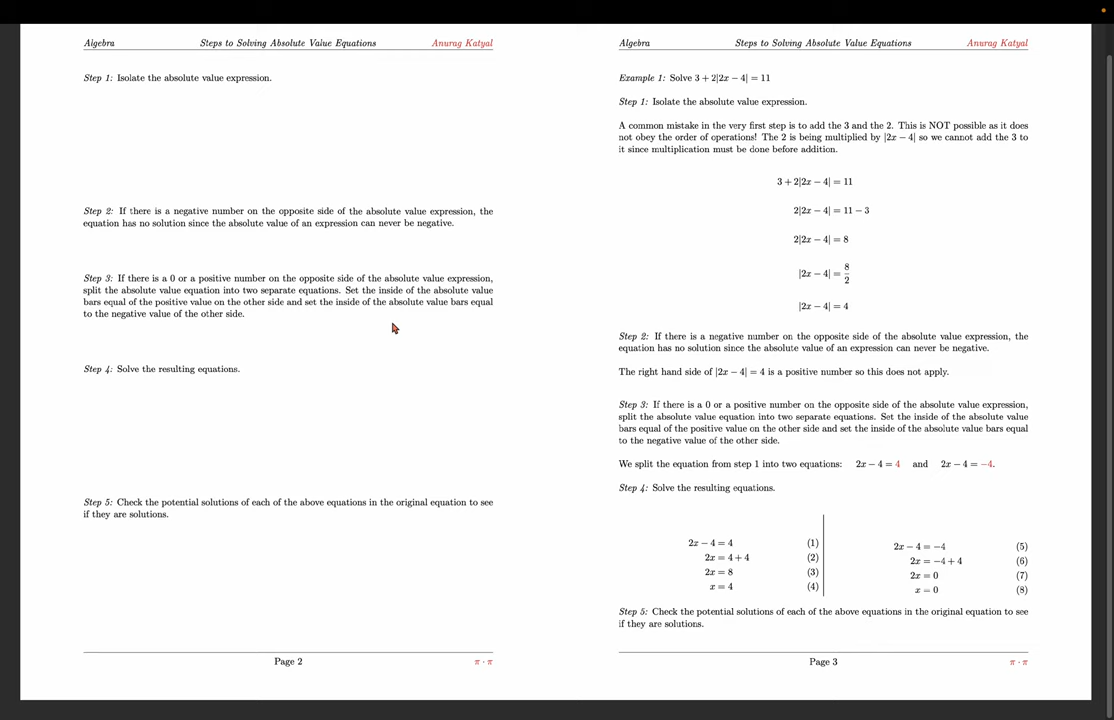 Algebra Steps to Solving Absolute Value Equations Anurag Katyal
Step 1: Isolate the absolute value expression.
Step 2: If there is a negative number on the opposite side of the absolute value expression, the
equation has no solution since the absolute value of an expression can never be negative.
Step 3: If there is a 0 or a positive number on the opposite side of the absolute value expression,
split the absolute value equation into two separate equations. Set the inside of the absolute value
bars equal of the positive value on the other side and set the inside of the absolute value bars equal
to the negative value of the other side.
Step 4: Solve the resulting equations.
Step 5: Check the potential solutions of each of the above equations in the original equation to see
if they are solutions.
Page 2 π · π
Algebra Steps to Solving Absolute Value Equations Anurag Katyal
Example 1: Solve 3 + 2|2x − 4| = 11
Step 1: Isolate the absolute value expression.
A common mistake in the very first step is to add the 3 and the 2. This is NOT possible as it does
not obey the order of operations! The 2 is being multiplied by |2x − 4| so we cannot add the 3 to
it since multiplication must be done before addition.
3 + 2|2x − 4| = 11
2|2x − 4| = 11 − 3
2|2x − 4| = 8
|2x − 4| = 8/2
|2x − 4| = 4
Step 2: If there is a negative number on the opposite side of the absolute value expression, the
equation has no solution since the absolute value of an expression can never be negative.
The right hand side of |2x − 4| = 4 is a positive number so this does not apply.
Step 3: If there is a 0 or a positive number on the opposite side of the absolute value expression,
split the absolute value equation into two separate equations. Set the inside of the absolute value
bars equal of the positive value on the other side and set the inside of the absolute value bars equal
to the negative value of the other side.
We split the equation from step 1 into two equations: 2x − 4 = 4 and 2x − 4 = −4.
Step 4: Solve the resulting equations.
2x − 4 = 4 (1)
2x = 4 + 4 (2)
2x = 8 (3)
x = 4 (4)
2x − 4 = −4 (5)
2x = −4 + 4 (6)
2x = 0 (7)
x = 0 (8)
Step 5: Check the potential solutions of each of the above equations in the original equation to see
if they are solutions.
Page 3 π · π